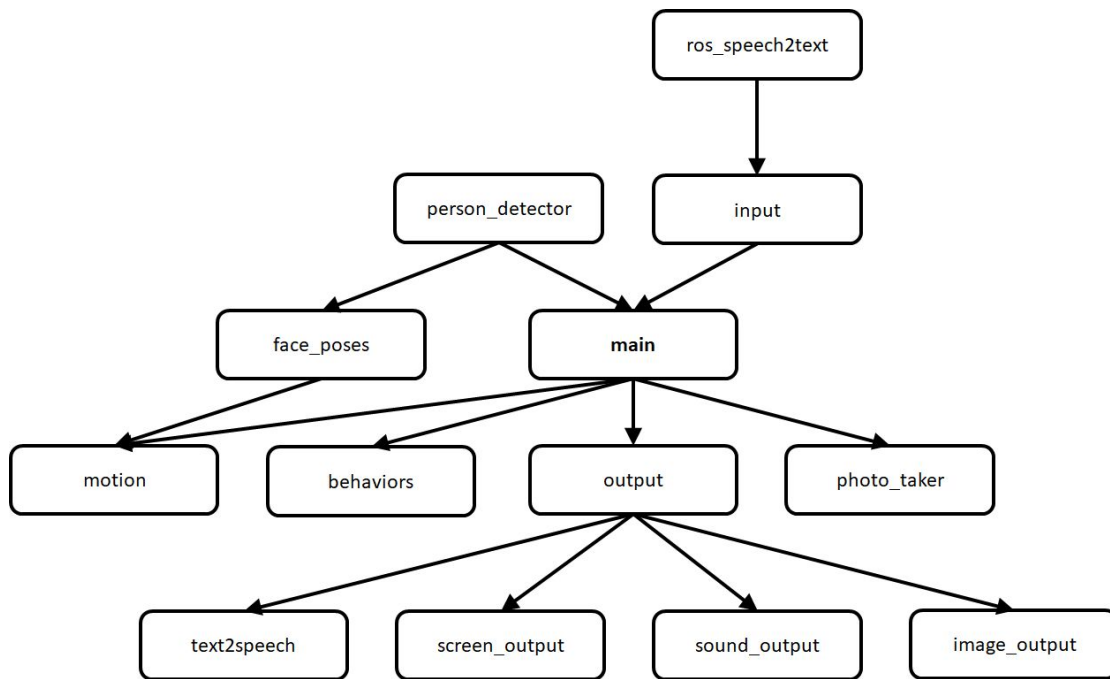 ros_speech2text
person_detector
input
face_poses
main
motion
behaviors
output
photo_taker
text2speech
screen_output
sound_output
image_output